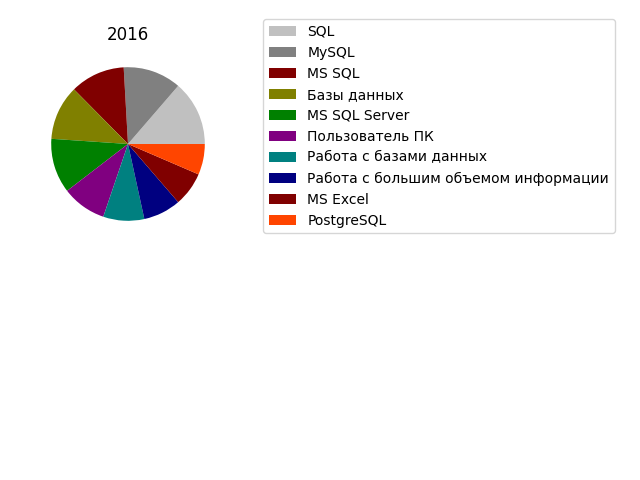 2016
SQL
MySQL
MS SQL
Базы данных
MS SQL Server
Пользователь ПК
Работа с базами данных
Работа с большим объемом информации
MS Excel
PostgreSQL